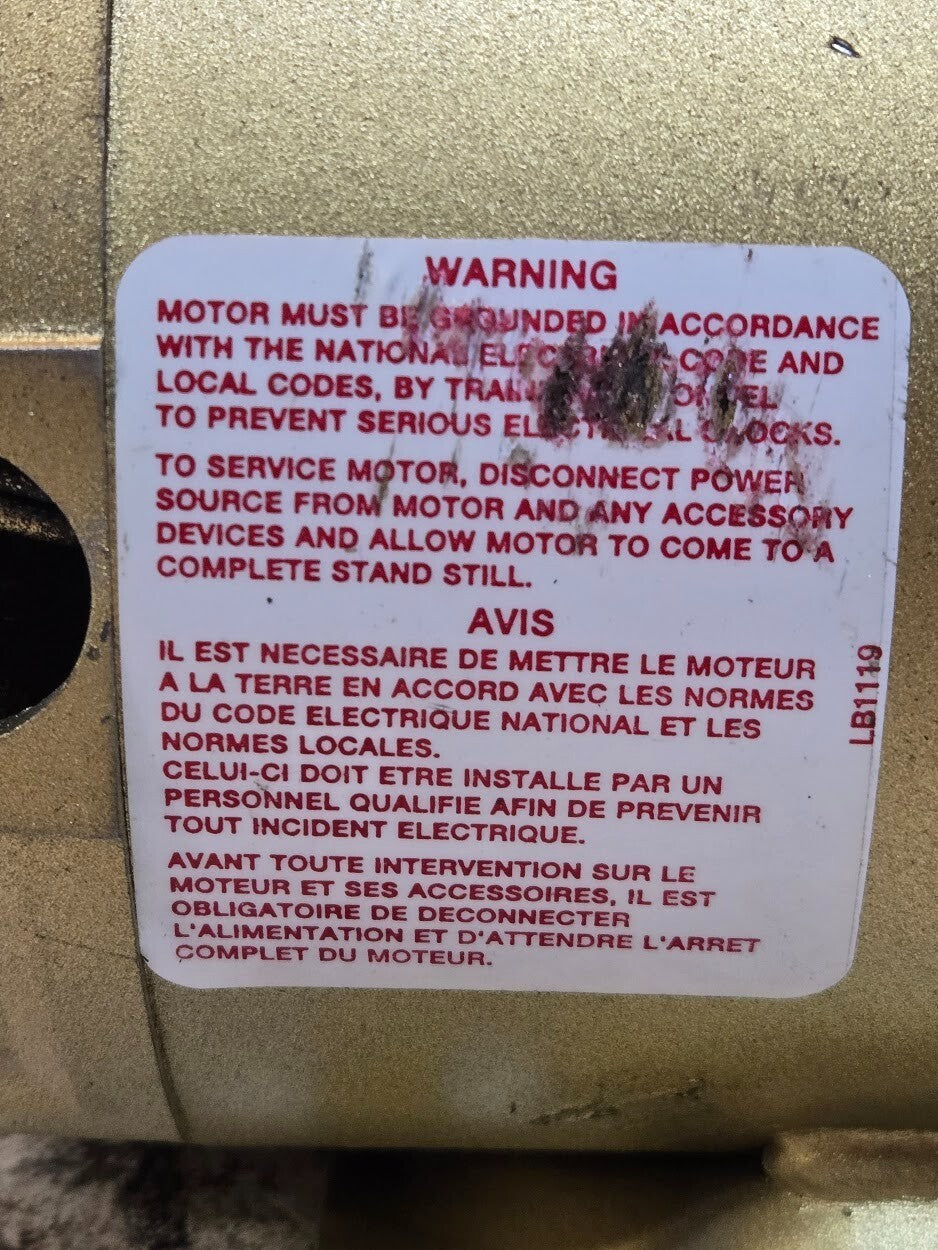 WARNING
MOTOR MUST BE GROUNDED IN ACCORDANCE
WITH THE NATIONAL ELECTRICAL CODE AND
LOCAL CODES, BY
TO PREVENT SERIOUS ELECTRICAL SHOCKS.
TO SERVICE MOTOR, DISCONNECT POWER
SOURCE FROM MOTOR AND ANY ACCESSORY
DEVICES AND ALLOW MOTOR TO COME TO A
COMPLETE STAND STILL.
AVIS
IL EST NECESSAIRE DE METTRE LE MOTEUR
A LA TERRE EN ACCORD AVEC LES NORMES
DU CODE ELECTRIQUE NATIONAL ET LES
NORMES LOCALES.
CELUI-CI DOIT ETRE INSTALLE PAR UN
PERSONNEL QUALIFIE AFIN DE PREVENIR
TOUT INCIDENT ELECTRIQUE.
AVANT TOUTE INTERVENTION SUR LE
MOTEUR ET SES ACCESSOIRES, IL EST
OBLIGATOIRE DE DECONNECTER
L'ALIMENTATION ET D'ATTENDRE L'ARRET
COMPLET DU MOTEUR.
LB1119